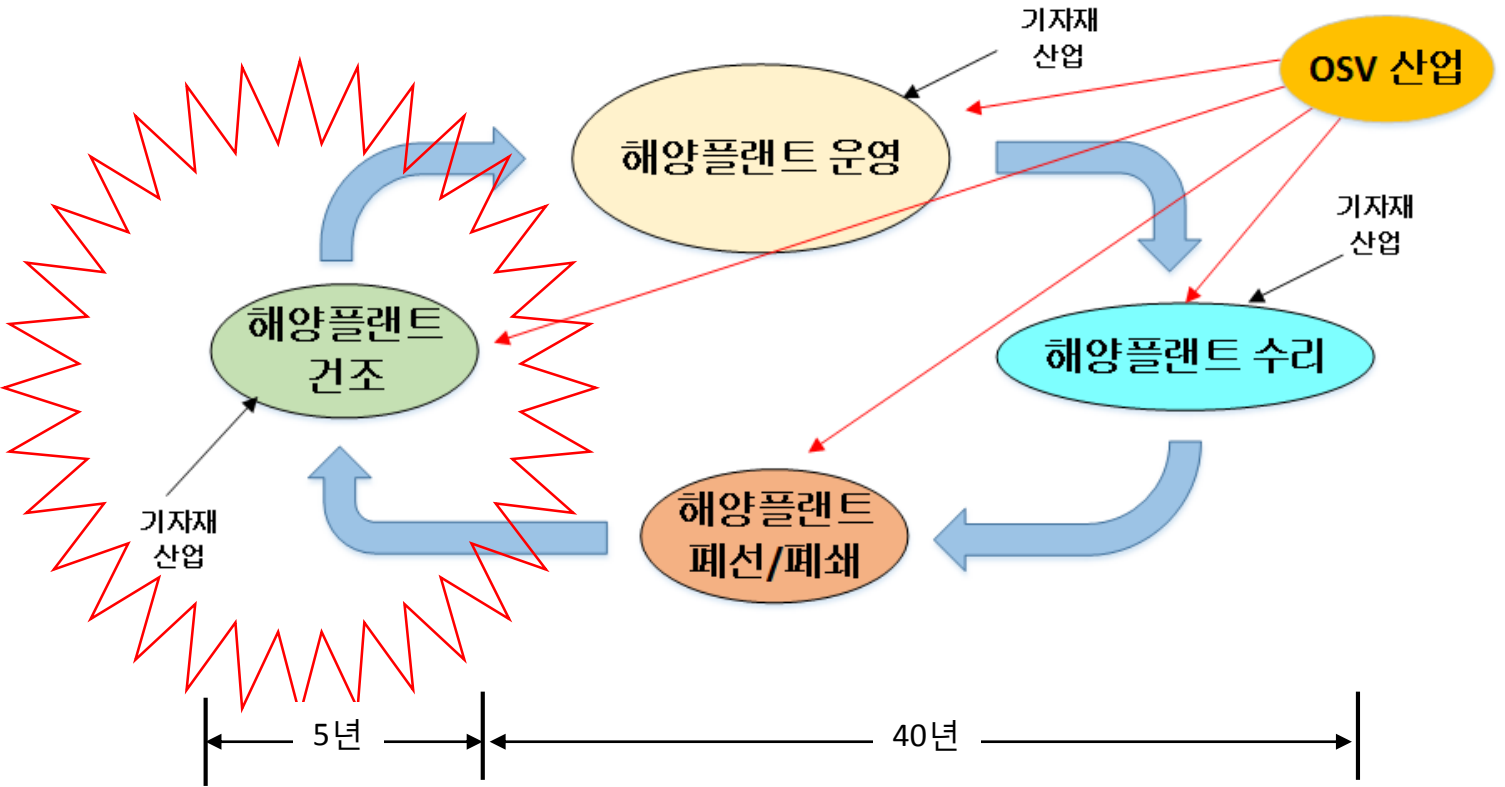 기자재
산업
OSV 산업
해양플랜트 운영
기자재
산업
해양플랜트
건조
해양플랜트 수리
해양플랜트
폐선/폐쇄
기자재
산업
5년
40년